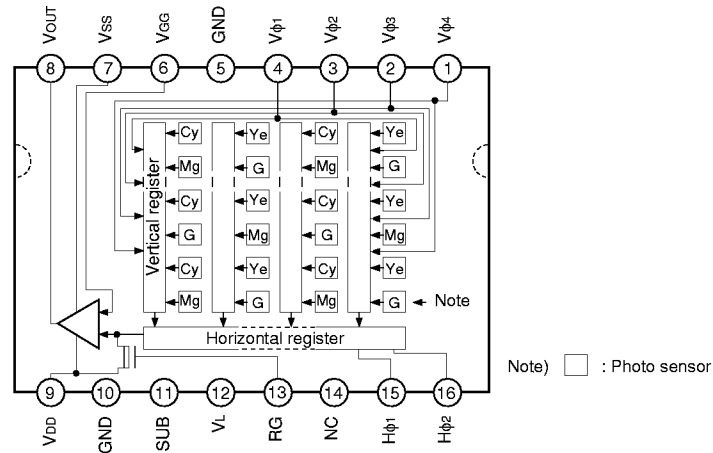 VOUT VSS VGG GND Vφ1 Vφ2 Vφ3 Vφ4
8 7 6 5 4 3 2 1
Cy Ye Cy Ye
Mg G Mg G
Cy Ye Cy Ye
G Mg G Mg
Cy Ye Cy Ye
Mg G Mg G
Vertical register
Note
Horizontal register
Note) : Photo sensor
9 10 11 12 13 14 15 16
VDD GND SUB VL RG NC Hφ1 Hφ2